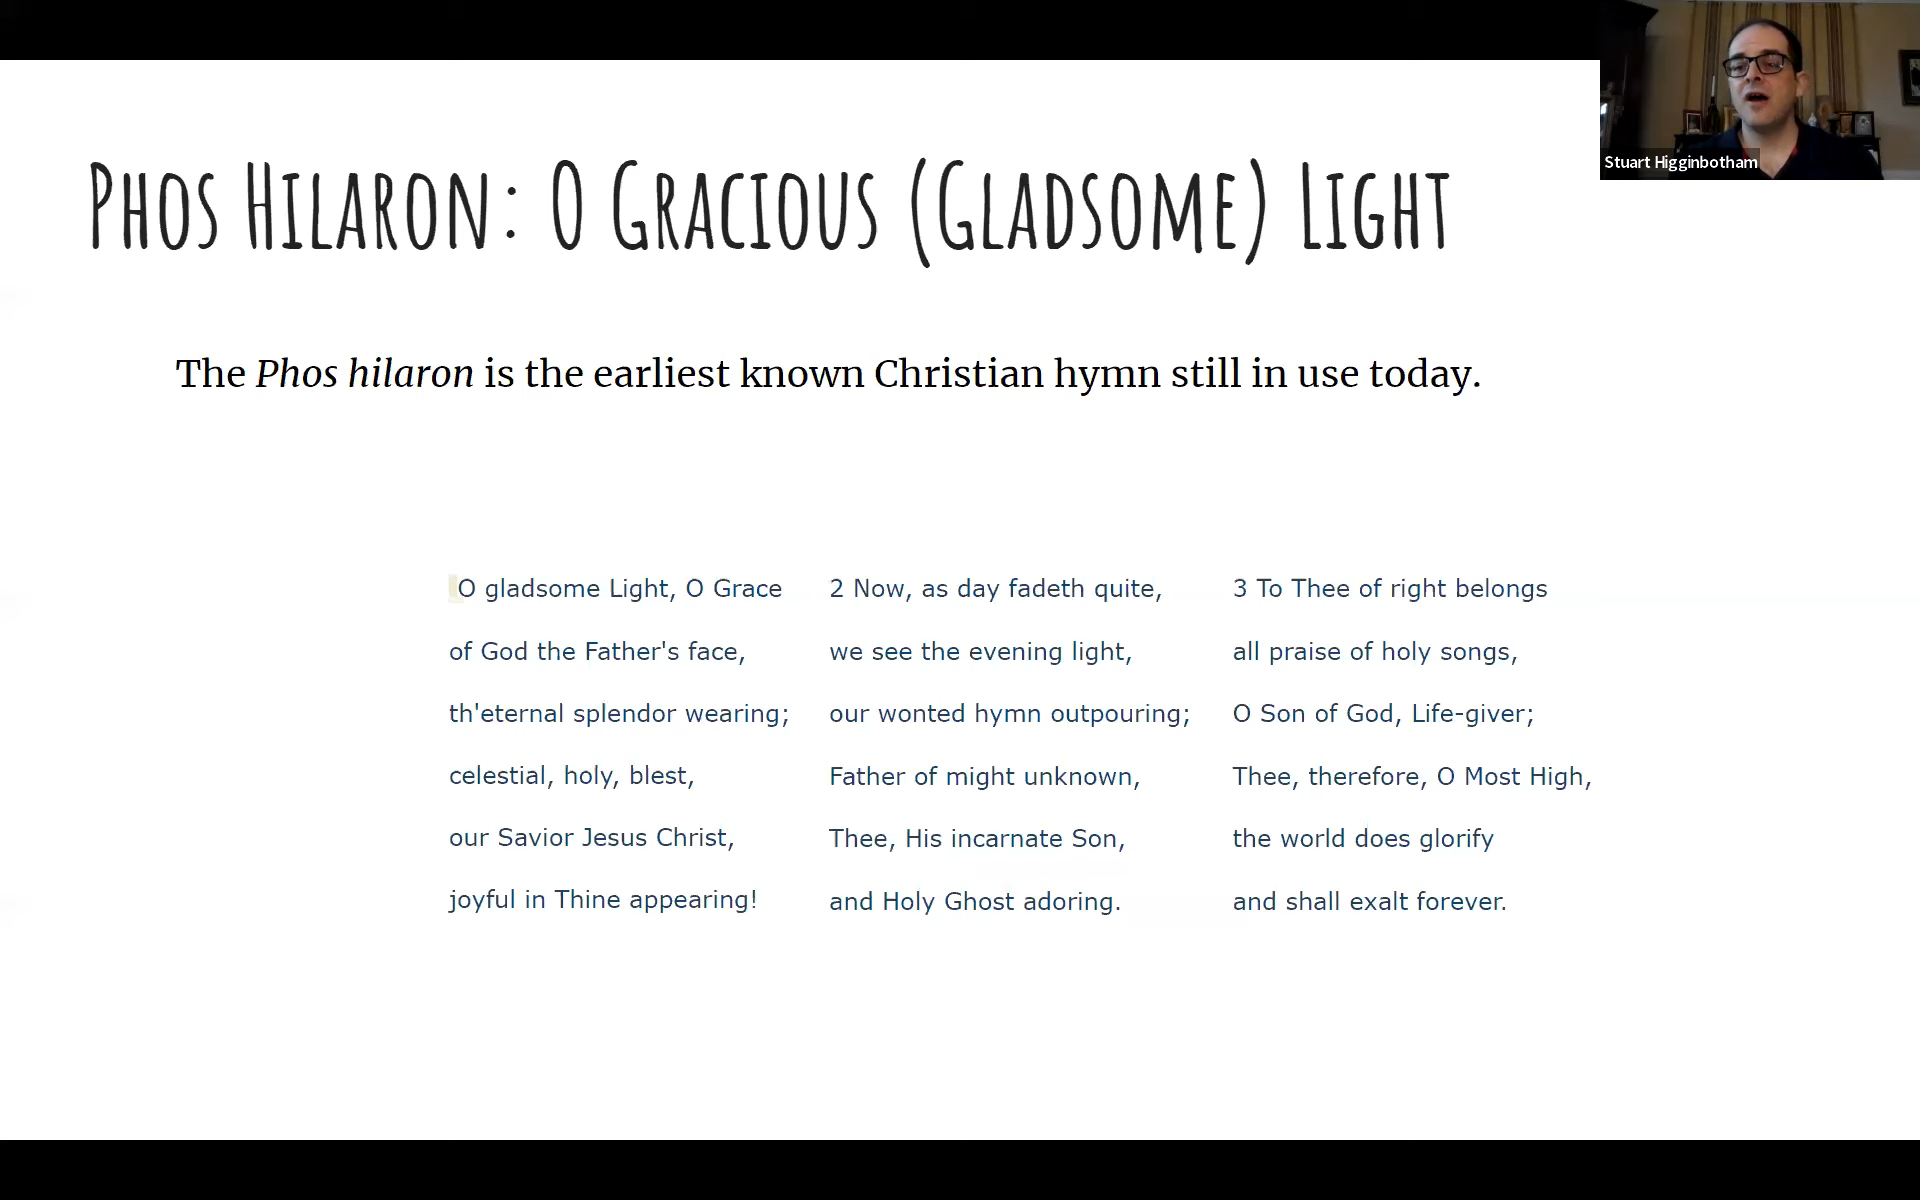 Stuart Higginbotham
Phos Hilaron: O Gracious (Gladsome) Light
The Phos hilaron is the earliest known Christian hymn still in use today.
O gladsome Light, O Grace
of God the Father's face,
th'eternal splendor wearing;
celestial, holy, blest,
our Savior Jesus Christ,
joyful in Thine appearing!
2 Now, as day fadeth quite,
we see the evening light,
our wonted hymn outpouring;
Father of might unknown,
Thee, His incarnate Son,
and Holy Ghost adoring.
3 To Thee of right belongs
all praise of holy songs,
O Son of God, Life-giver;
Thee, therefore, O Most High,
the world does glorify
and shall exalt forever.